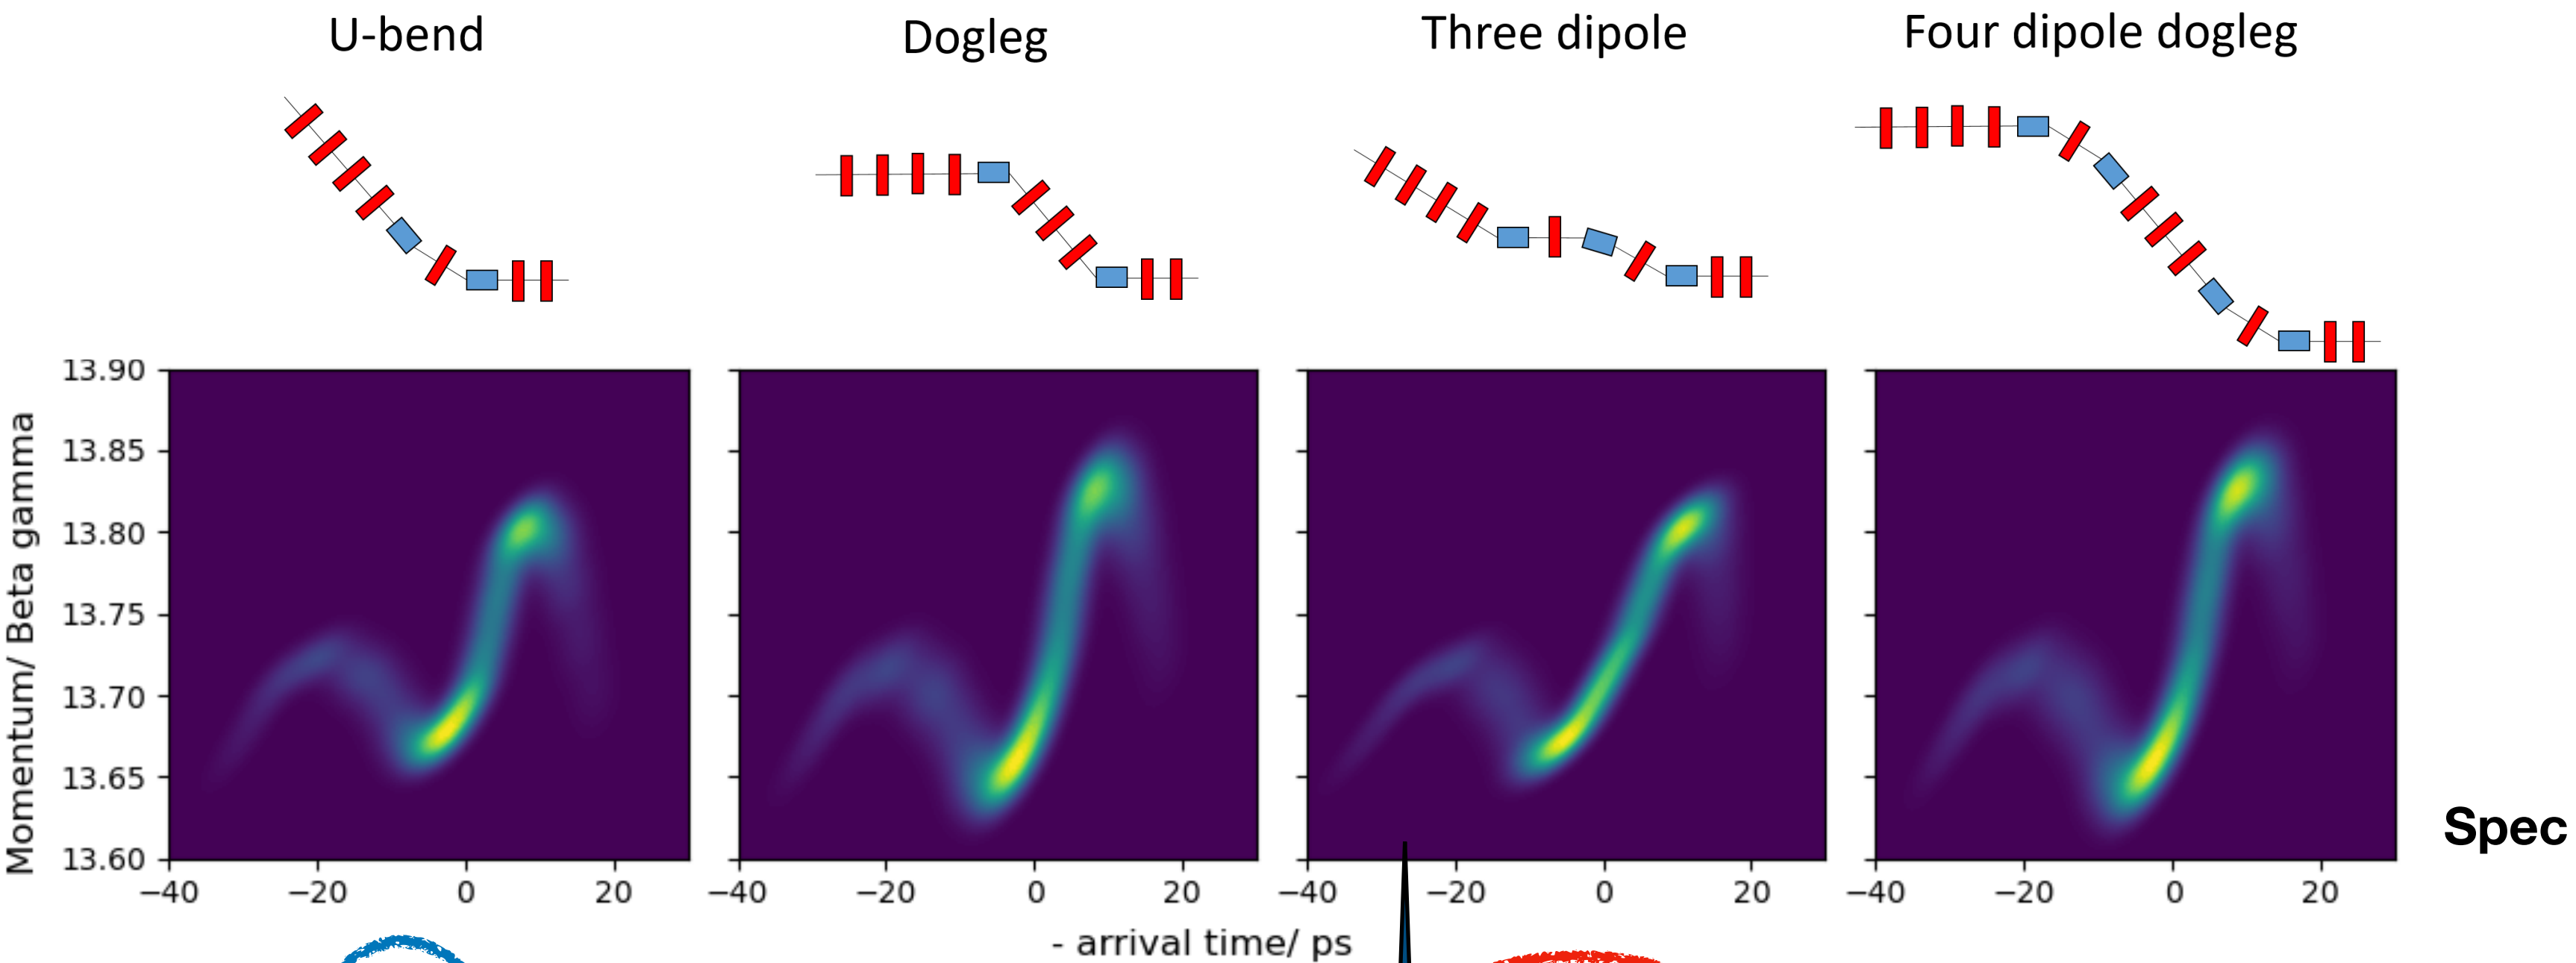 U-bend
Dogleg
Three dipole
Four dipole dogleg
Momentum/ Beta gamma
13.90
13.85
13.80
13.75
13.70
13.65
13.60
−40 −20 0 20
−40 −20 0 20
−40 −20 0 20
−40 −20 0 20
- arrival time/ ps
Spec